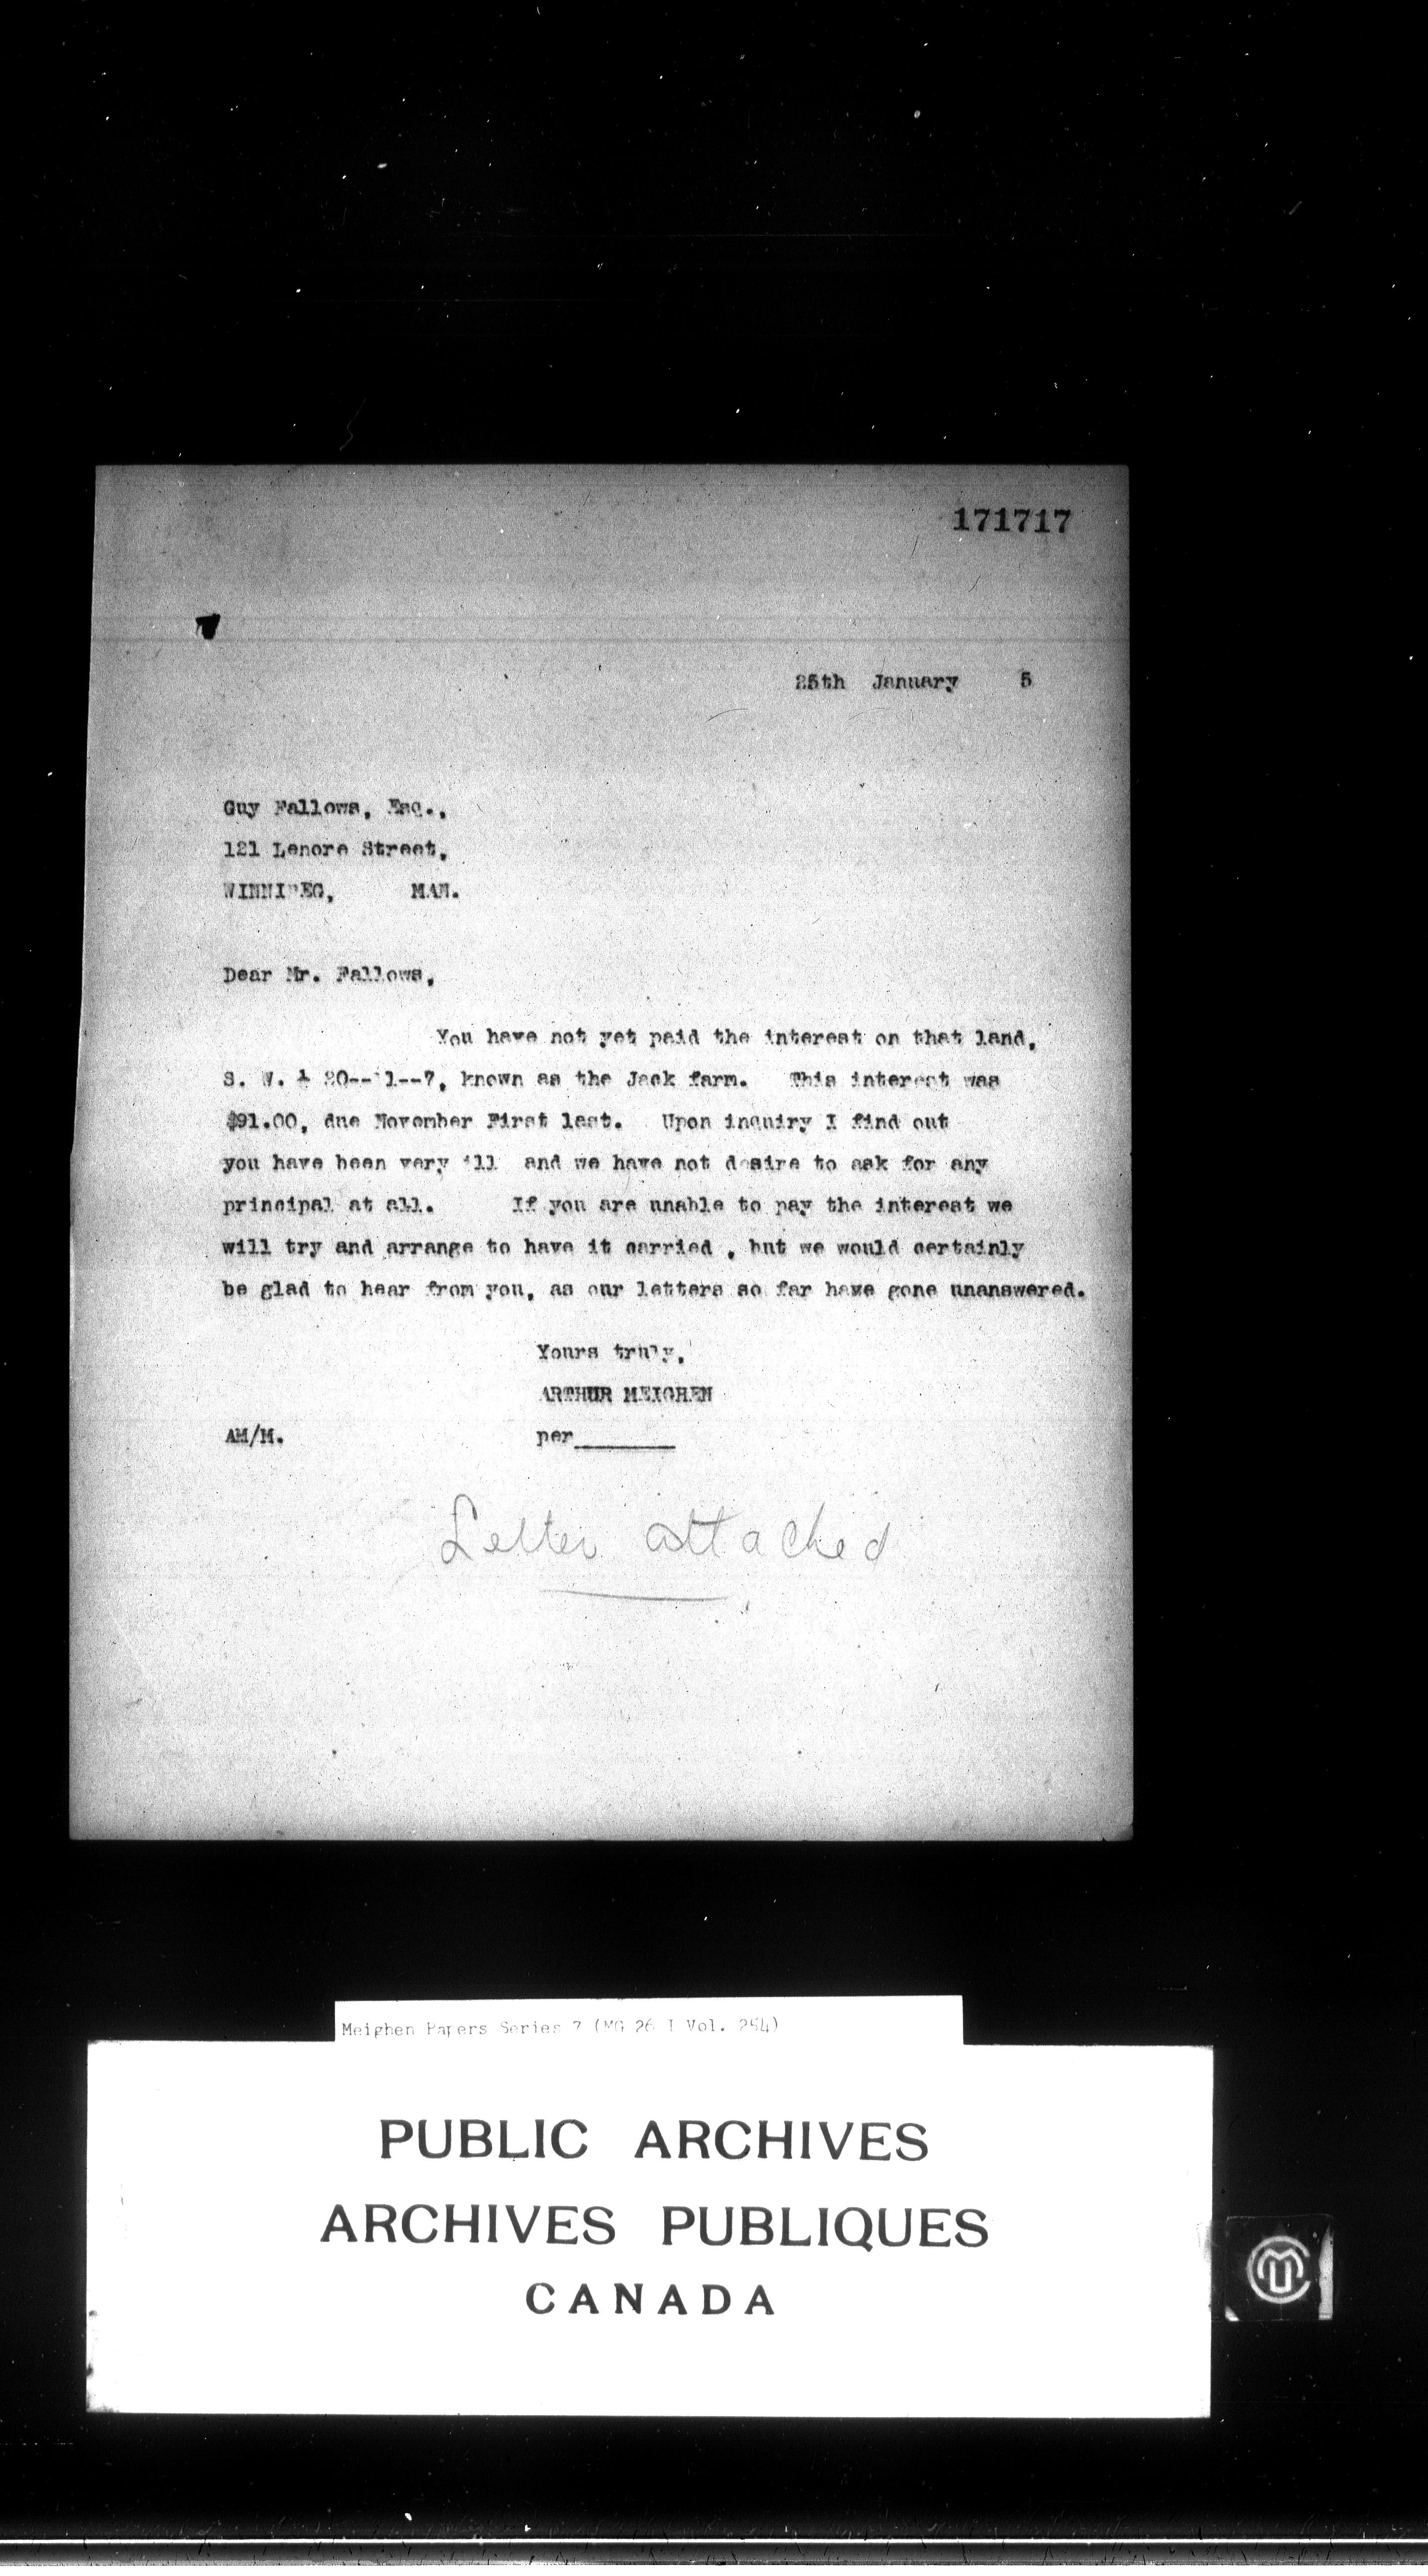 171717
25th January 5
Guy Fallows, Esq.,
121 Lenore Street,
WINNIPEG, MAN.
Dear Mr. Fallows,
You have not yet paid the interest on that land,
S. W. 20-- 1--7, known as the Jack farm. This interest was
$91.00, due November First last. Upon inquiry I find out
you have been very ill and we have not desire to ask for any
principal at all. If you are unable to pay the interest we
will try and arrange to have it carried , but we would certainly
be glad to hear from you, as our letters so far have gone unanswered.
Yours truly,
ARTHUR MEIGHEN
AM/M. per
Letter attached
Meighen Papers Series 7 (MG 26 I Vol. 254)
PUBLIC ARCHIVES
ARCHIVES PUBLIQUES
CANADA